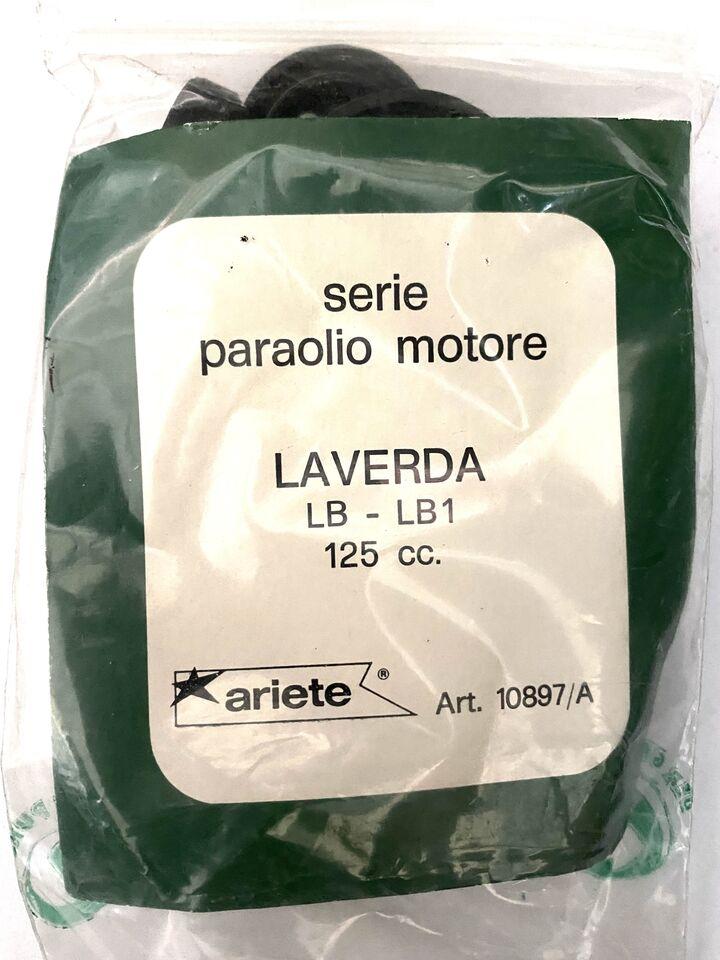 serie
paraolio motore
LAVERDA
LB - LB1
125 cc.
ariete ®
Art. 10897/A